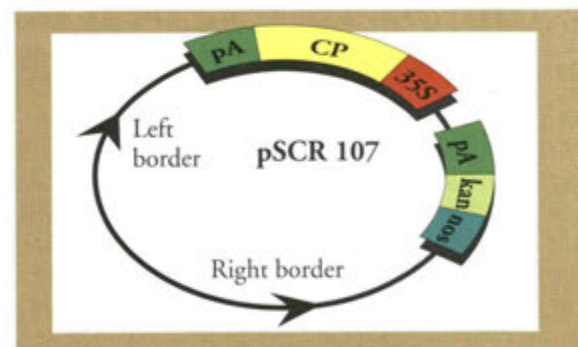 pA CP 35S
Left
border
pSCR 107
pA
kan
nos
Right border